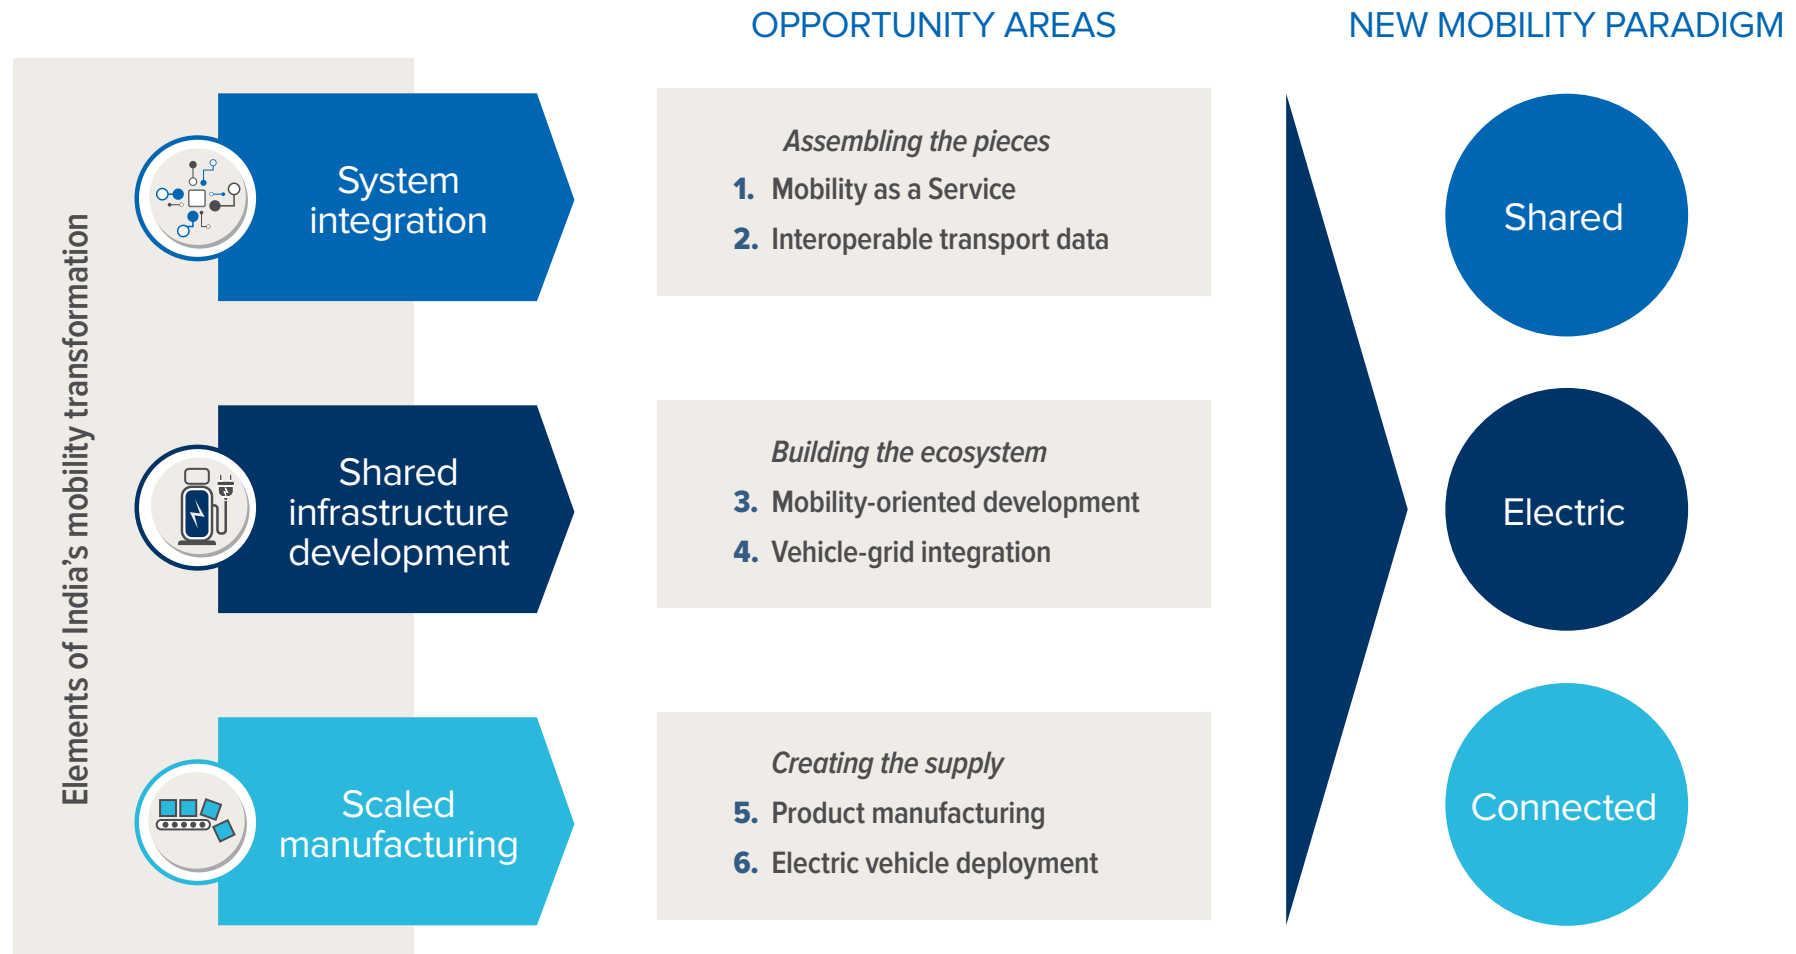 OPPORTUNITY AREAS
NEW MOBILITY PARADIGM
Elements of India's mobility transformation
System
integration
Assembling the pieces
1. Mobility as a Service
2. Interoperable transport data
Shared
infrastructure
development
Building the ecosystem
3. Mobility-oriented development
4. Vehicle-grid integration
Scaled
manufacturing
Creating the supply
5. Product manufacturing
6. Electric vehicle deployment
Shared
Electric
Connected